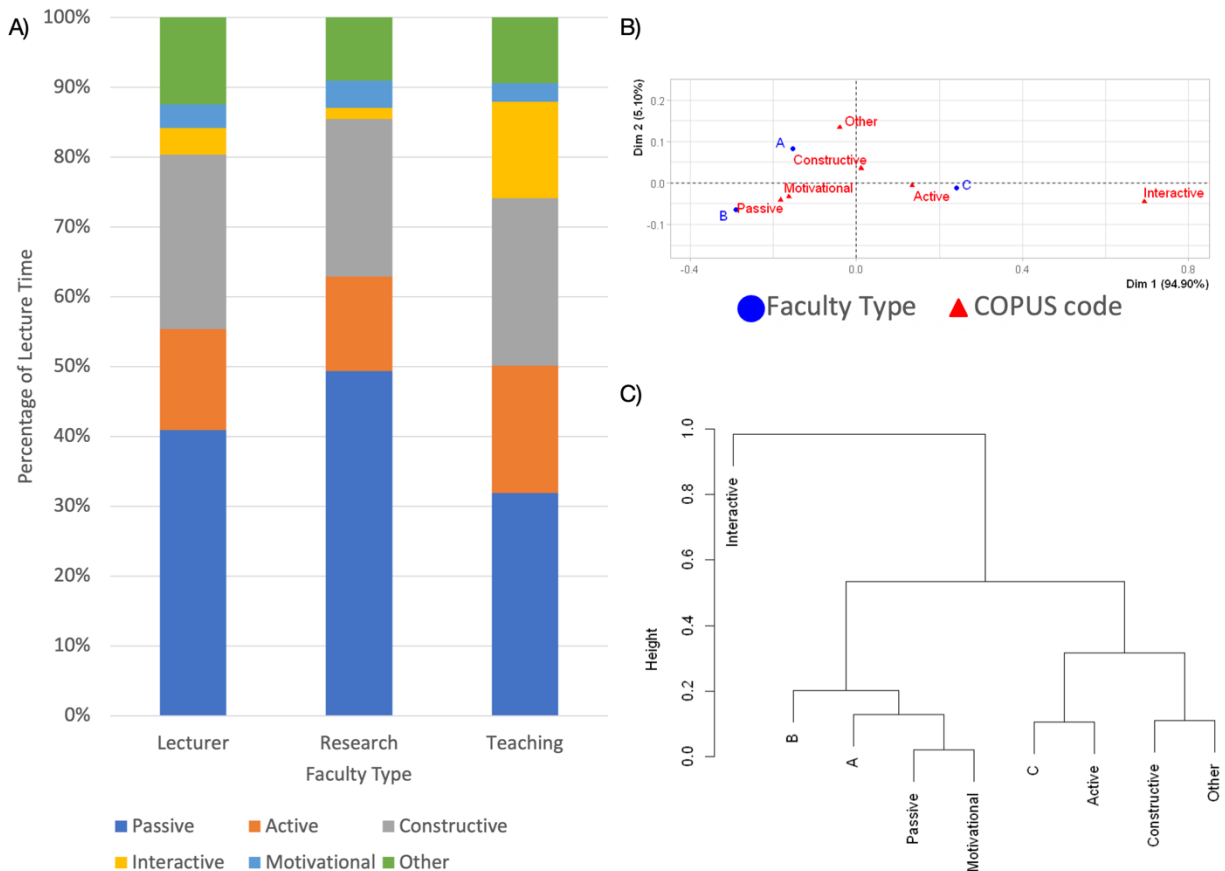 A)
100%
90%
80%
70%
60%
50%
40%
30%
20%
10%
0%
Percentage of Lecture Time
Lecturer
Research
Teaching
Faculty Type
Passive
Active
Constructive
Interactive
Motivational
Other
B)
Dim 2 (5.10%)
0.2
0.1
0.0
-0.1
Other
A
Constructive
Motivational
Passive
B
Active
C
Interactive
-0.4
0.0
0.4
0.8
Dim 1 (94.90%)
Faculty Type
COPUS code
C)
Height
1.0
0.8
0.6
0.4
0.2
0.0
Interactive
B
A
Passive
Motivational
C
Active
Constructive
Other